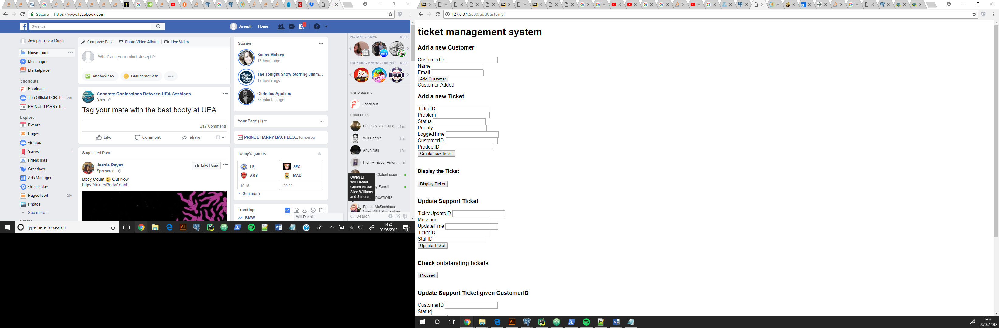 Secure
https://www.facebook.com
Search
Joseph
Home
1
Joseph Trevor Dada
News Feed
Messenger
Marketplace
Shortcuts
Foodnaut
The Official LCR TI... 20+
PRINCE HARRY B...
Explore
Events
Pages
Groups
Saved 1
Friend lists
Greetings
Ads Manager
On this day
Pages feed 20+
Photos
See more...
Compose Post
Photo/Video Album
Live Video
What's on your mind, Joseph?
Photo/Video
Feeling/Activity
Concrete Confessions Between UEA Seshions
3 hrs ·
Tag your mate with the best booty at UEA
212 Comments
Like
Comment
Share
Suggested Post
Jessie Reyez
Sponsored ·
Like Page
Body Count 😉 Out Now
https://lnk.to/BodyCount
Stories
Sunny Mabrey
15 hours ago
The Tonight Show Starring Jimm...
17 hours ago
Christina Aguilera
53 minutes ago
Your Page (1)
PRINCE HARRY BACHELO... tomorrow
Today's games
LEI
ARS
19:45
SFC
MAD
20:30
See more
Trending
BMW
Will Dennis
INSTANT GAMES MORE
TEST
TRENDING AMONG FRIENDS MORE
SODA
POKER
YOUR PAGES
Foodnaut
CONTACTS
Berkeley Vago-Hug... 19m
Will Dennis 14m
Arjun Nair 12m
Highly-Favour Anton... 1h
Olatunbosun ...
ey Farrell
Owen Li
Will Dennis
Calum Brown
Alice Williams
and 8 more...
RSATIONS
Banter McSeshface
Search
Type here to search
14:26
09/05/2018
127.0.0.1:5000/addCustomer
ticket management system
Add a new Customer
CustomerID
Name
Email
Add Customer
Customer Added
Add a new Ticket
TicketID
Problem
Status
Priority
LoggedTime
CustomerID
ProductID
Create new Ticket
Display the Ticket
Display Ticket
Update Support Ticket
TicketUpdateID
Message
UpdateTime
TicketID
StaffID
Update Ticket
Check outstanding tickets
Proceed
Update Support Ticket given CustomerID
CustomerID
Status
14:26
09/05/2018